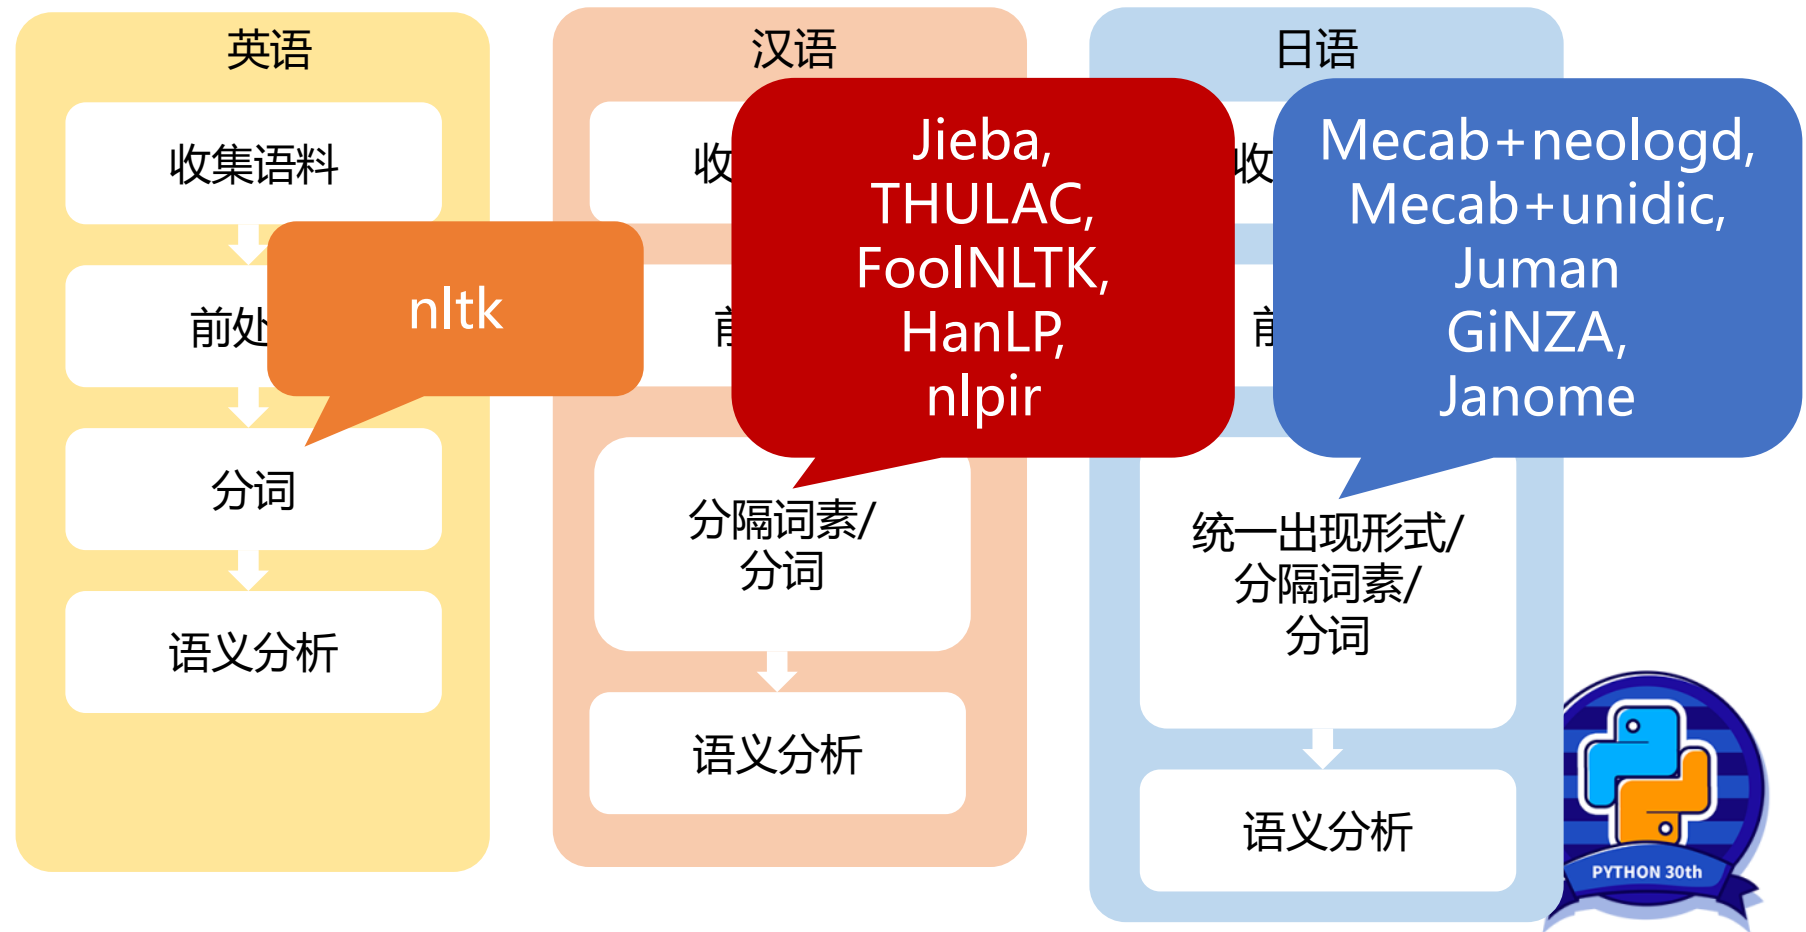 英语
收集语料
前处
分词
语义分析
nltk
汉语
收
Jieba,
THULAC,
FoolNLTK,
HanLP,
nlpir
分隔词素/
分词
语义分析
日语
收
Mecab+neologd,
Mecab+unidic,
Juman
GiNZA,
Janome
统一出现形式/
分隔词素/
分词
语义分析
PYTHON 30th